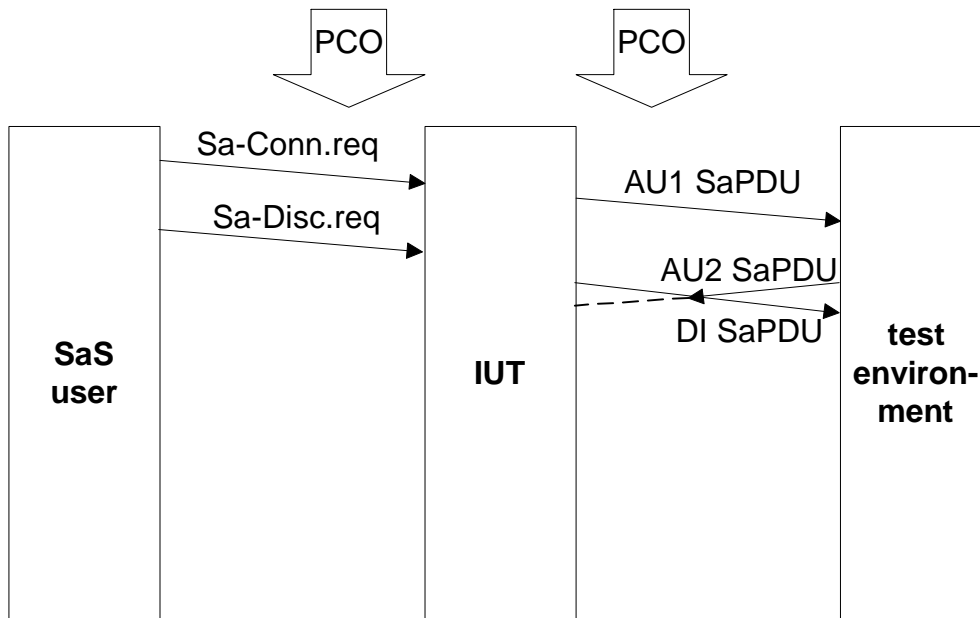 PCO
PCO
Sa-Conn.req
AU1 SaPDU
Sa-Disc.req
AU2 SaPDU
DI SaPDU
SaS
user
IUT
test
environ-
ment